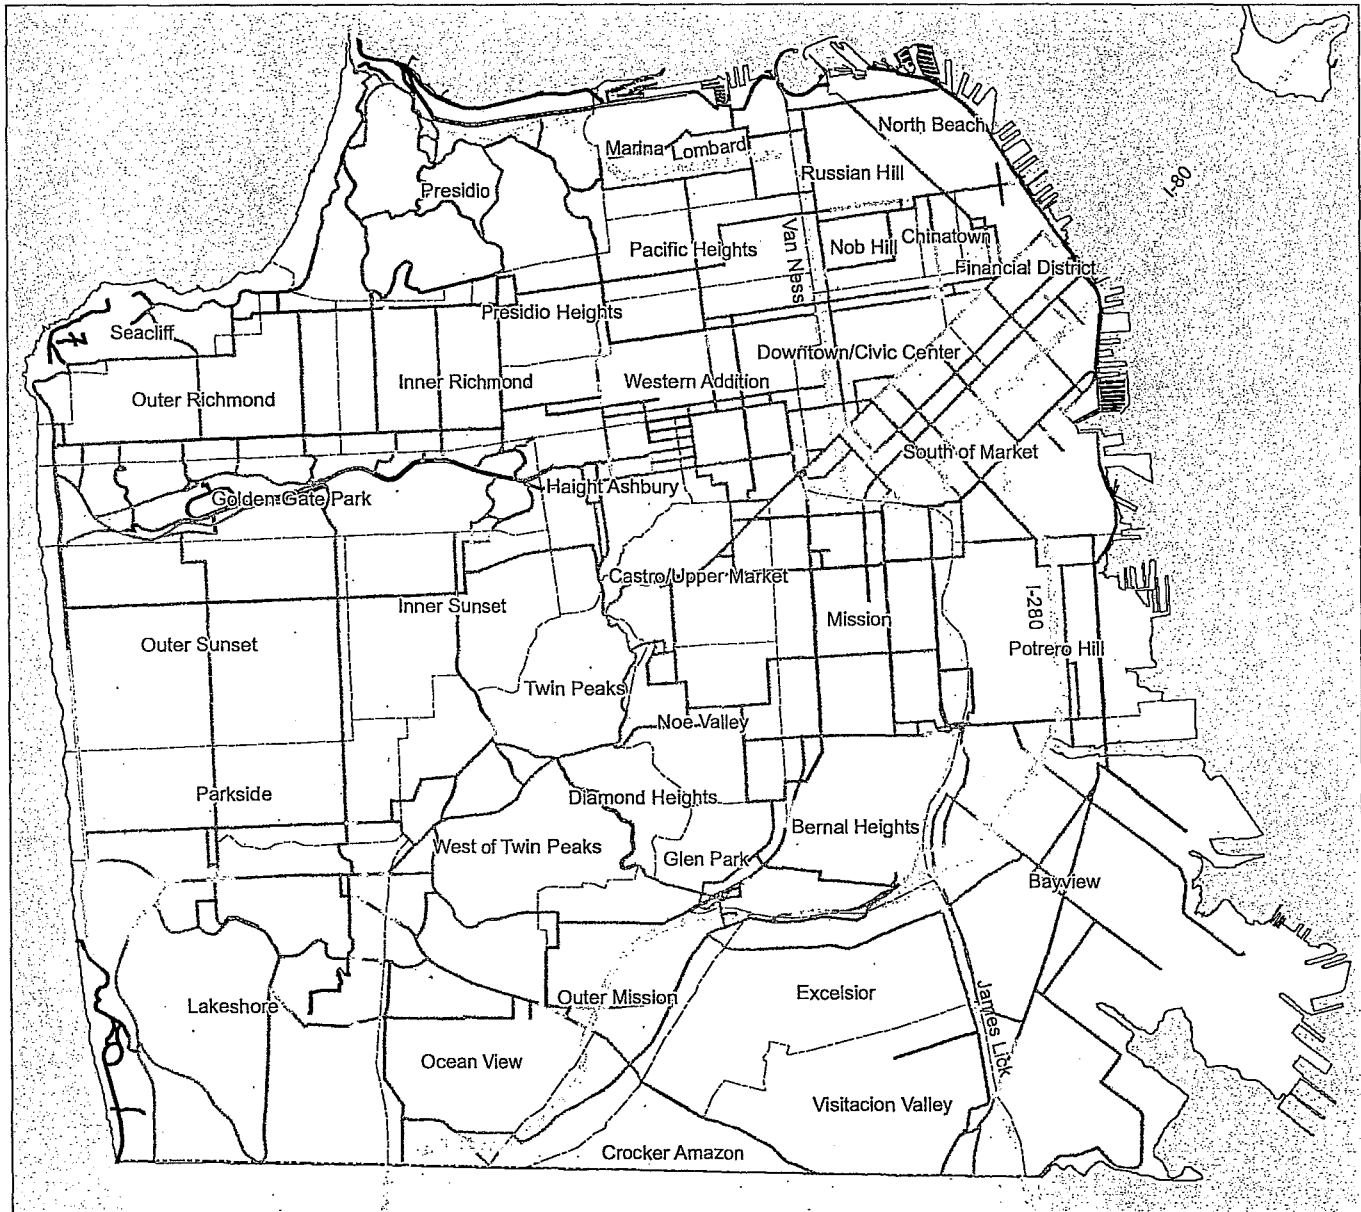 North Beach
Marina Lombard
Russian Hill
I-80
Presidio
Van Ness
Pacific Heights
Nob Hill
Chinatown
Financial District
Presidio Heights
Seacliff
Downtown/Civic Center
Inner Richmond
Western Addition
Outer Richmond
South of Market
Haight Ashbury
Golden Gate Park
Castro/Upper Market
Inner Sunset
I-280
Mission
Outer Sunset
Potrero Hill
Twin Peaks
Noe Valley
Parkside
Diamond Heights
Bernal Heights
West of Twin Peaks
Glen Park
Bayview
Excelsior
Outer Mission
Lakeshore
James Lick
Ocean View
Visitacion Valley
Crocker Amazon